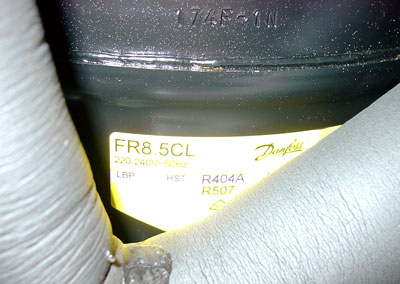 174F-1N
FR8.5CL Danfoss
220-240V~50Hz
LBP HST R404A
R507